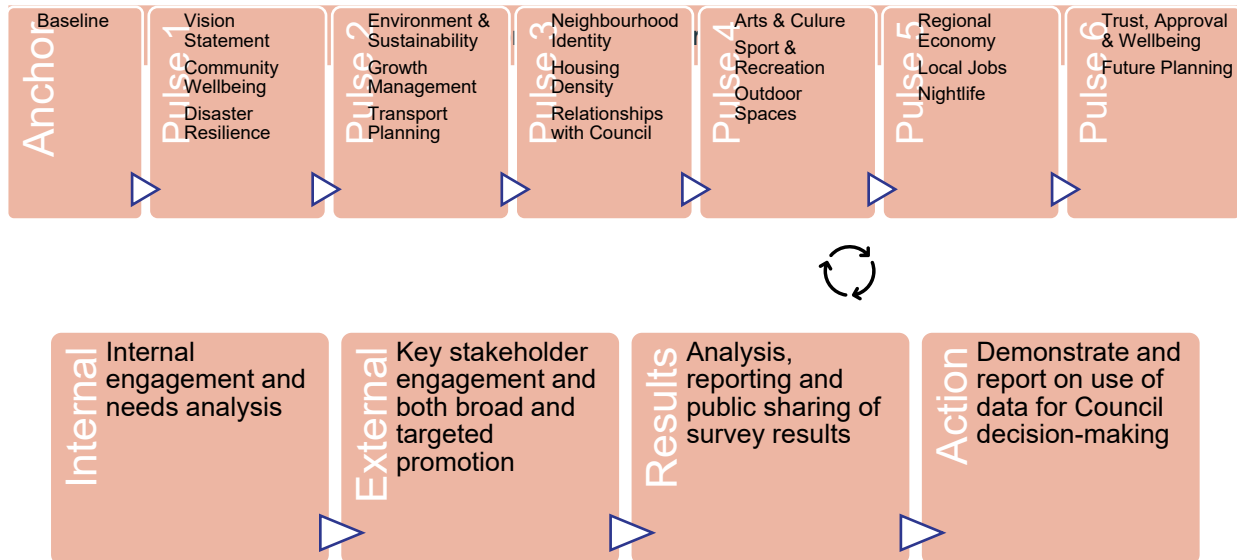 Anchor
Baseline
Pulse 1
Vision
Statement
Community
Wellbeing
Disaster
Resilience
Pulse 2
Environment &
Sustainability
Growth
Management
Transport
Planning
Pulse 3
Neighbourhood
Identity
Housing
Density
Relationships
with Council
Pulse 4
Arts & Culure
Sport &
Recreation
Outdoor
Spaces
Pulse 5
Regional
Economy
Local Jobs
Nightlife
Pulse 6
Trust, Approval
& Wellbeing
Future Planning
Internal
Internal
engagement and
needs analysis
External
Key stakeholder
engagement and
both broad and
targeted
promotion
Results
Analysis,
reporting and
public sharing of
survey results
Action
Demonstrate and
report on use of
data for Council
decision-making